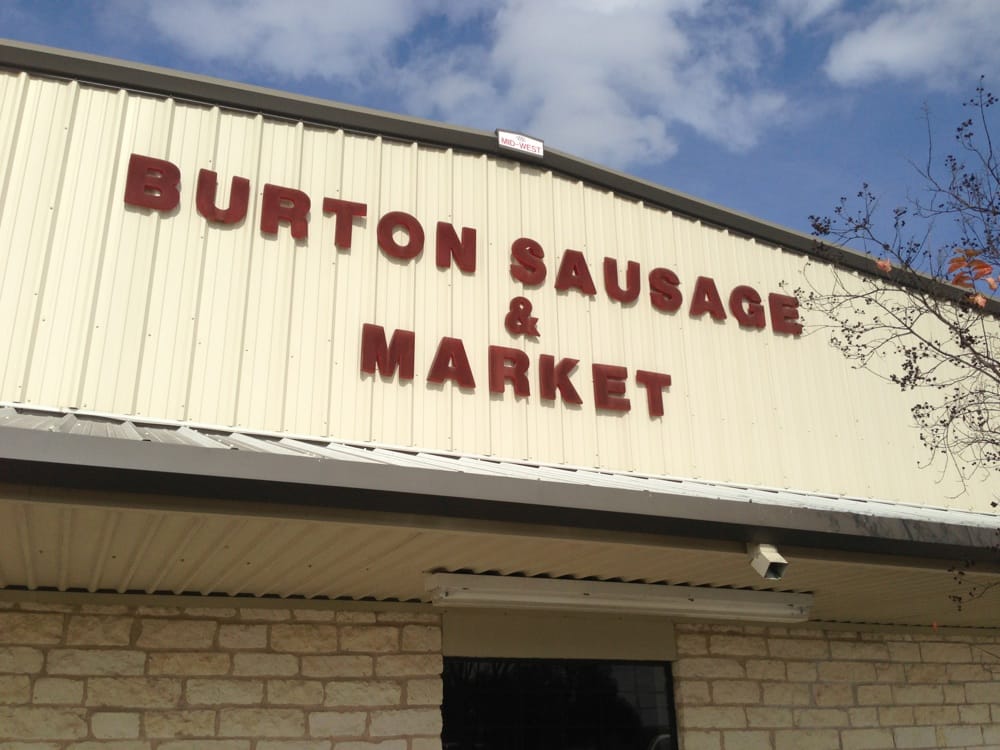 MID-WEST
BURTON SAUSAGE
&
MARKET